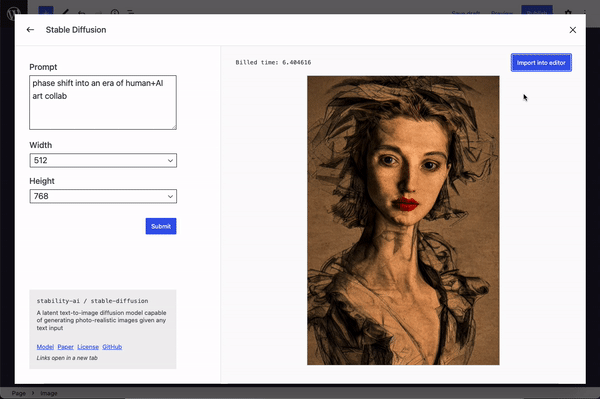 Save draft Preview Publish
Stable Diffusion
Prompt
phase shift into an era of human+AI
art collab
Width
512
Height
768
Submit
stability-ai / stable-diffusion
A latent text-to-image diffusion model capable
of generating photo-realistic images given any
text input
Model Paper License GitHub
Links open in a new tab
Billed time: 6.404616
Import into editor
Page > Image